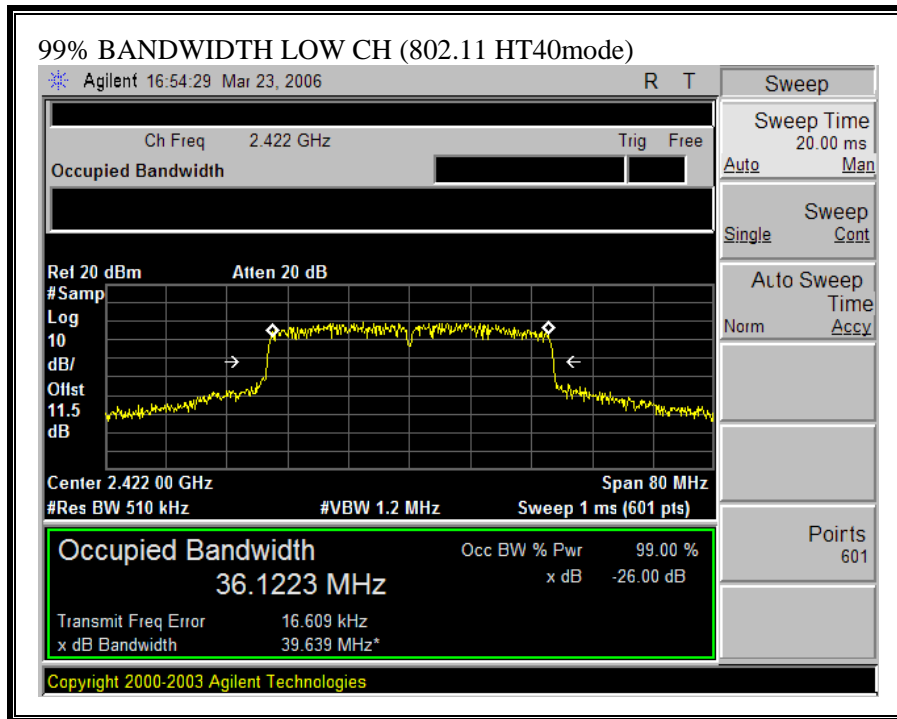 99% BANDWIDTH LOW CH (802.11 HT40mode)
Agilent 16:54:29 Mar 23, 2006 R T
Sweep
Ch Freq 2.422 GHz Trig Free
Occupied Bandwidth
Sweep Time
20.00 ms
Auto Man
Sweep
Single Cont
Auto Sweep
Time
Norm Accy
Ref 20 dBm Atten 20 dB
#Samp
Log
10
dB/
Offst
11.5
dB
Center 2.422 00 GHz Span 80 MHz
#Res BW 510 kHz #VBW 1.2 MHz Sweep 1 ms (601 pts)
Points
601
Occupied Bandwidth Occ BW % Pwr 99.00 %
36.1223 MHz x dB -26.00 dB
Transmit Freq Error 16.609 kHz
x dB Bandwidth 39.639 MHz*
Copyright 2000-2003 Agilent Technologies